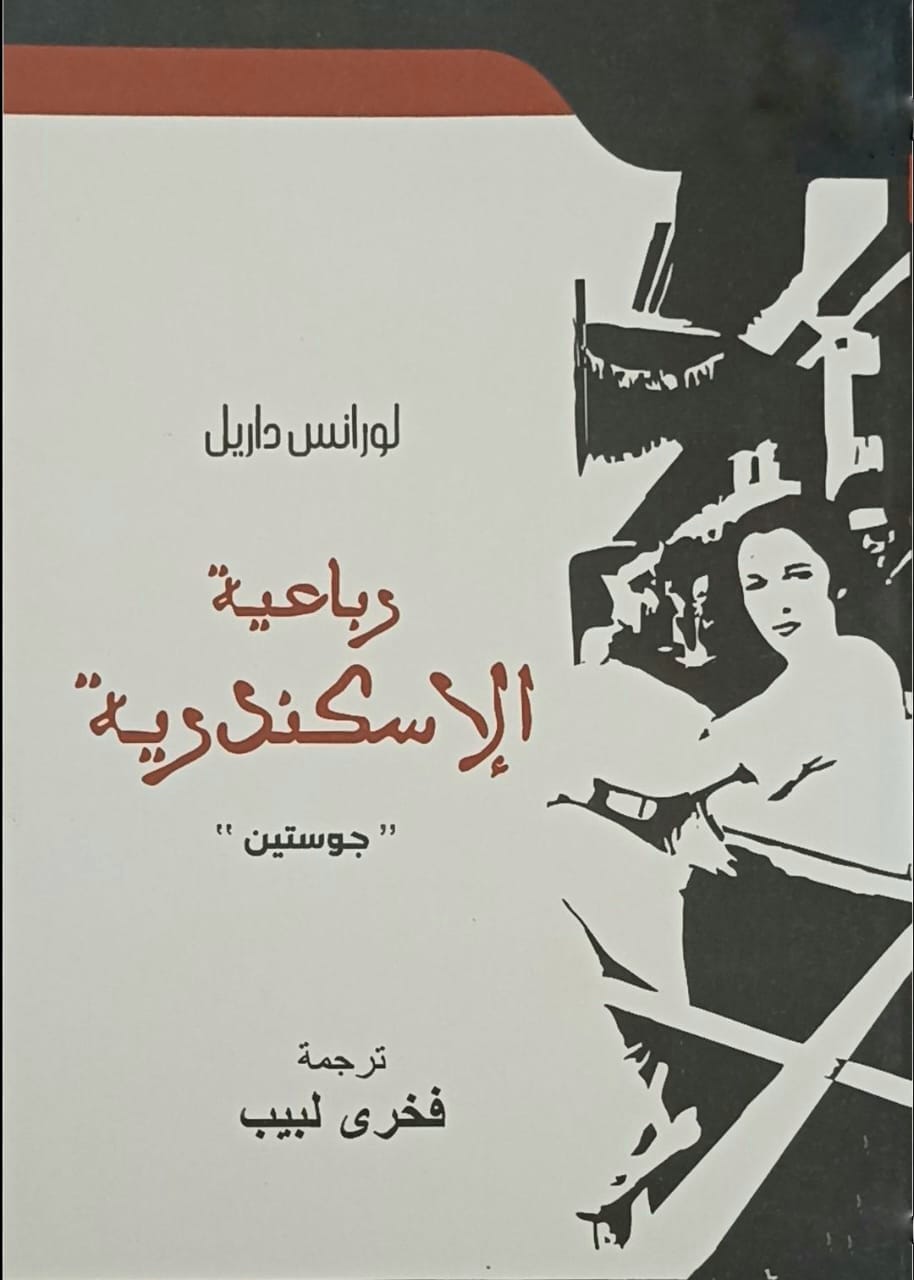 لورانس داريل
رباعية
الإسكندرية
"جوستين"
ترجمة
فخرى لبيب